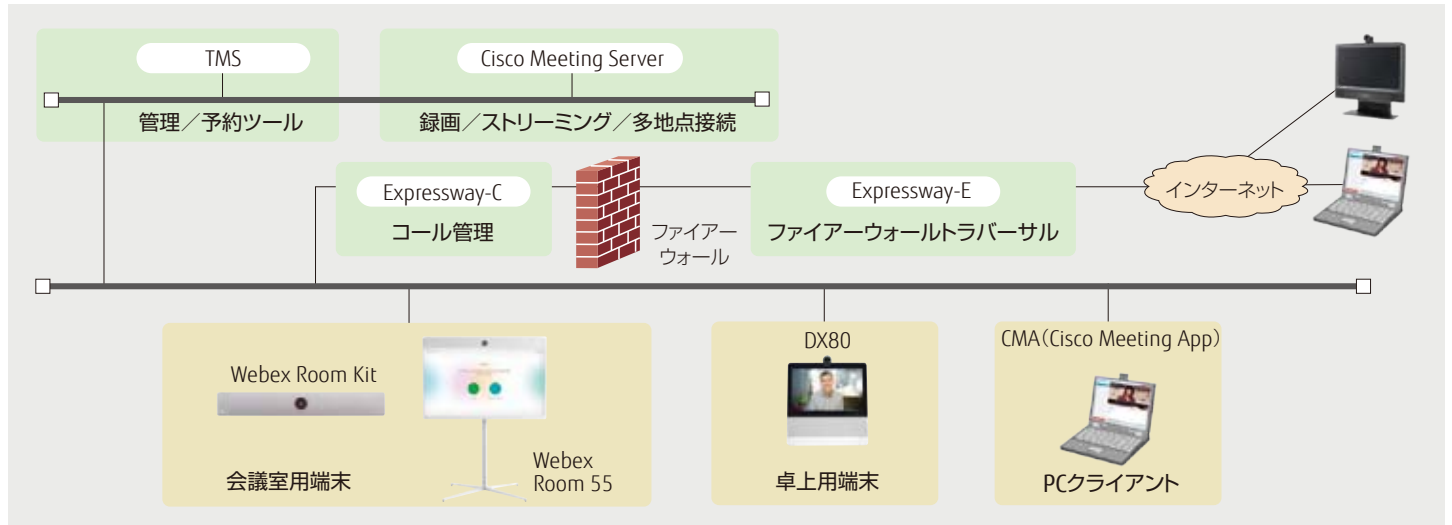 TMS
Cisco Meeting Server
管理／予約ツール
録画／ストリーミング／多地点接続
Expressway-C
コール管理
ファイアー
ウォール
Expressway-E
ファイアーウォールトラバーサル
インターネット
Webex Room Kit
会議室用端末
Webex
Room 55
DX80
卓上用端末
CMA（Cisco Meeting App）
PCクライアント